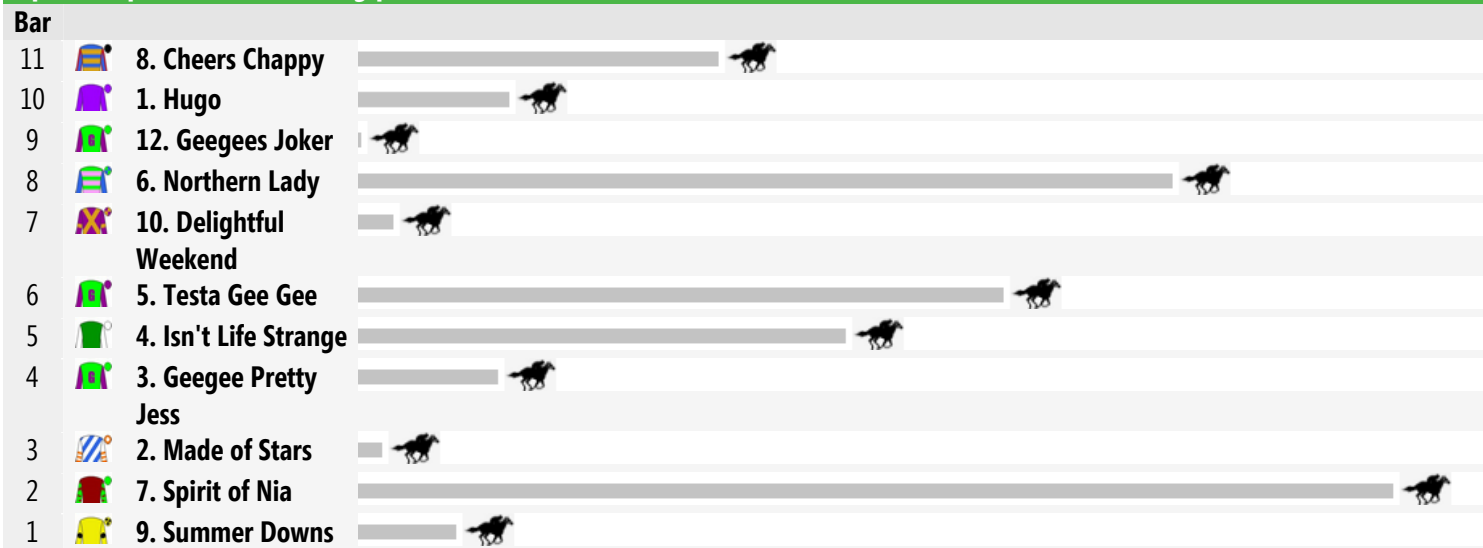 Bar
11 8. Cheers Chappy
10 1. Hugo
9 G 12. Geegees Joker
8 6. Northern Lady
7 10. Delightful
Weekend
6 G 5. Testa Gee Gee
5 4. Isn't Life Strange
4 G 3. Geegee Pretty
Jess
3 2. Made of Stars
2 7. Spirit of Nia
1 9. Summer Downs